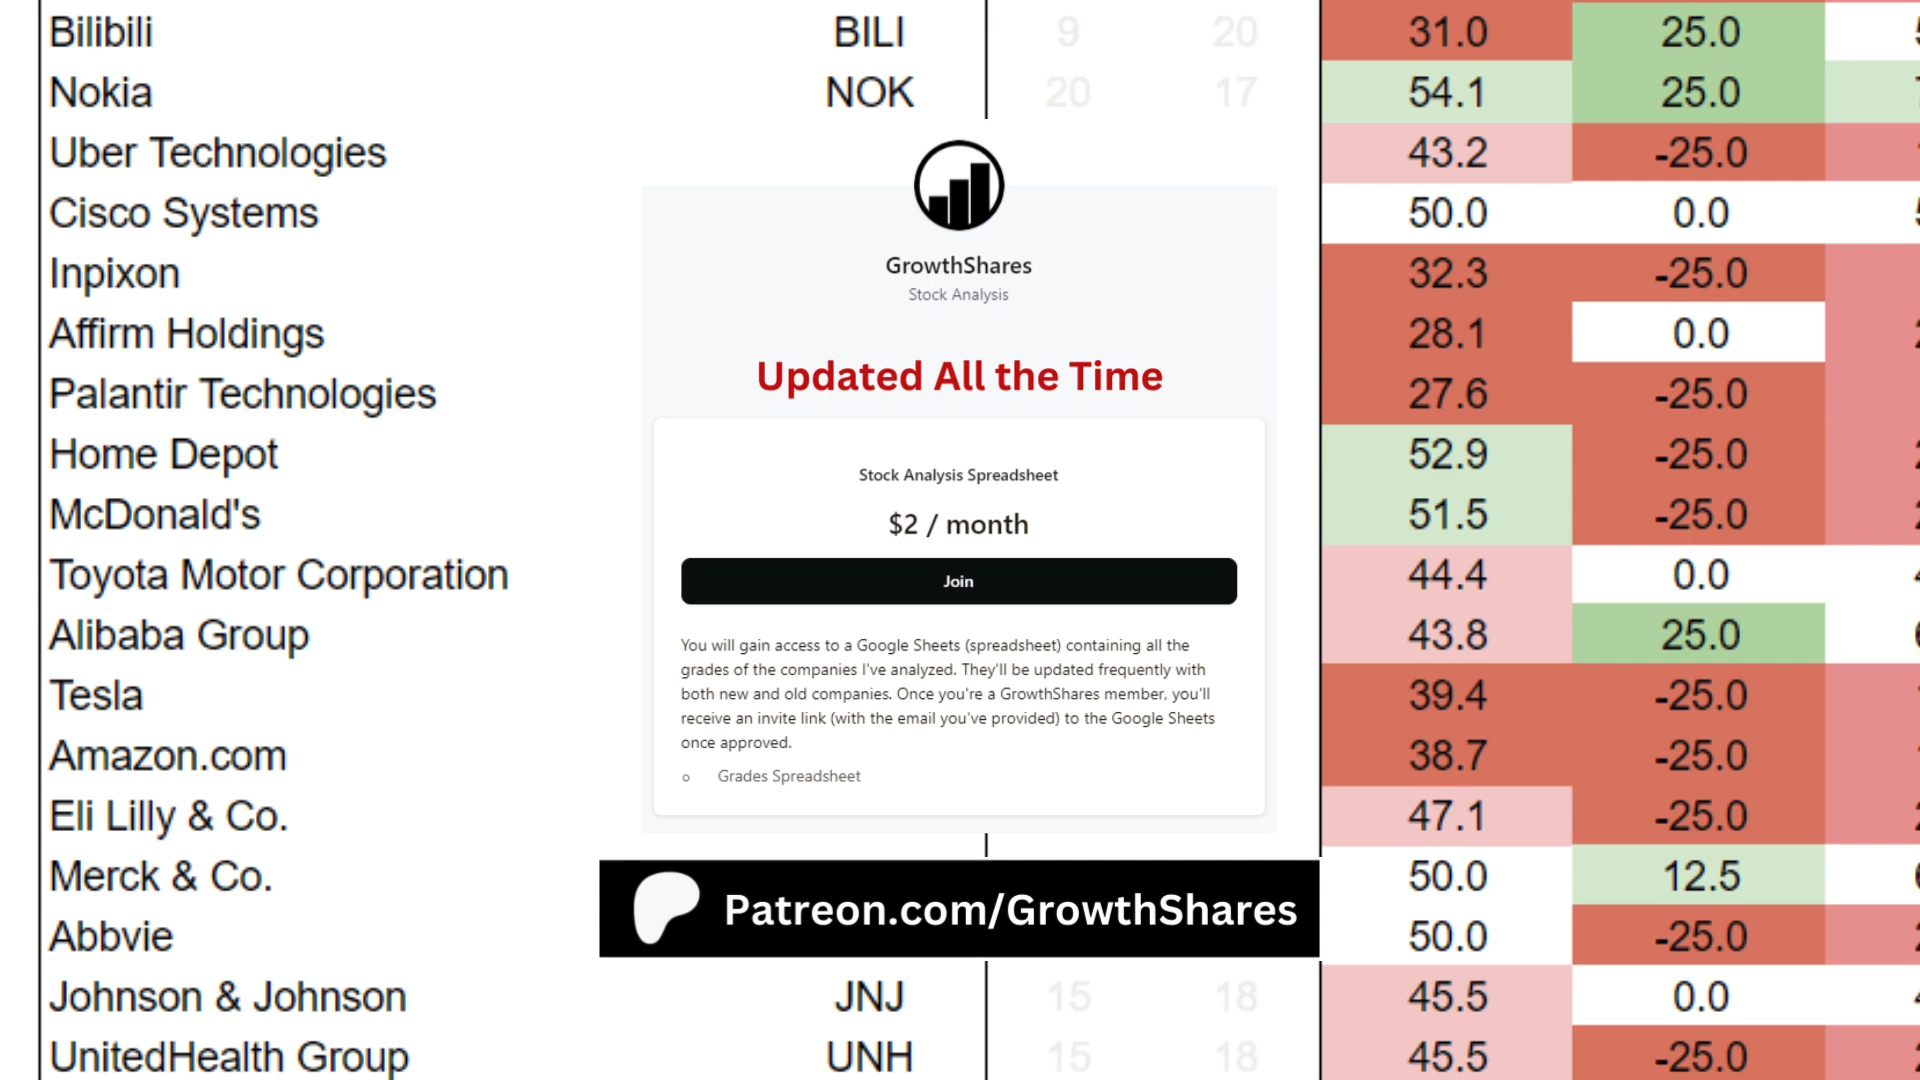 Bilibili BILI 9 20 31.0 25.0
Nokia NOK 20 17 54.1 25.0
Uber Technologies 43.2 -25.0
Cisco Systems 50.0 0.0
Inpixon 32.3 -25.0
Affirm Holdings 28.1 0.0
Palantir Technologies 27.6 -25.0
Home Depot 52.9 -25.0
McDonald's 51.5 -25.0
Toyota Motor Corporation 44.4 0.0
Alibaba Group 43.8 25.0
Tesla 39.4 -25.0
Amazon.com 38.7 -25.0
Eli Lilly & Co. 47.1 -25.0
Merck & Co. 50.0 12.5
Abbvie 50.0 -25.0
Johnson & Johnson JNJ 15 18 45.5 0.0
UnitedHealth Group UNH 15 18 45.5 -25.0
GrowthShares
Stock Analysis
Updated All the Time
Stock Analysis Spreadsheet
$2 / month
Join
You will gain access to a Google Sheets (spreadsheet) containing all the
grades of the companies I've analyzed. They'll be updated frequently with
both new and old companies. Once you're a GrowthShares member, you'll
receive an invite link (with the email you've provided) to the Google Sheets
once approved.
Grades Spreadsheet
Patreon.com/GrowthShares